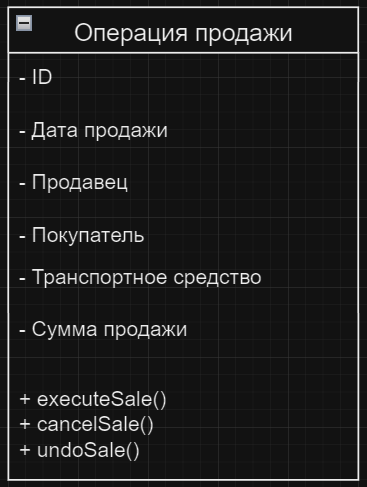 Операция продажи
- ID
- Дата продажи
- Продавец
- Покупатель
- Транспортное средство
- Сумма продажи
+ executeSale()
+ cancelSale()
+ undoSale()